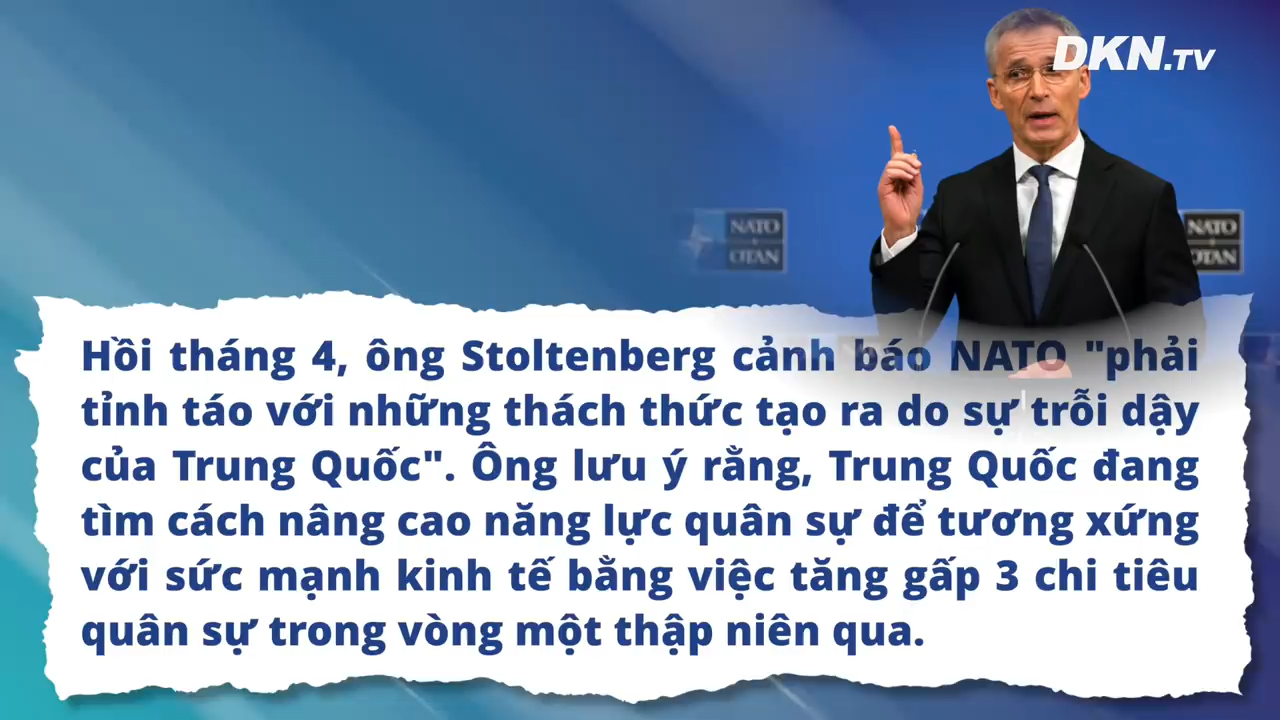 DKN.TV
NATO
OTAN
NATO
OTAN
Hồi tháng 4, ông Stoltenberg cảnh báo NATO "phải
tỉnh táo với những thách thức tạo ra do sự trỗi dậy
của Trung Quốc". Ông lưu ý rằng, Trung Quốc đang
tìm cách nâng cao năng lực quân sự để tương xứng
với sức mạnh kinh tế bằng việc tăng gấp 3 chi tiêu
quân sự trong vòng một thập niên qua.